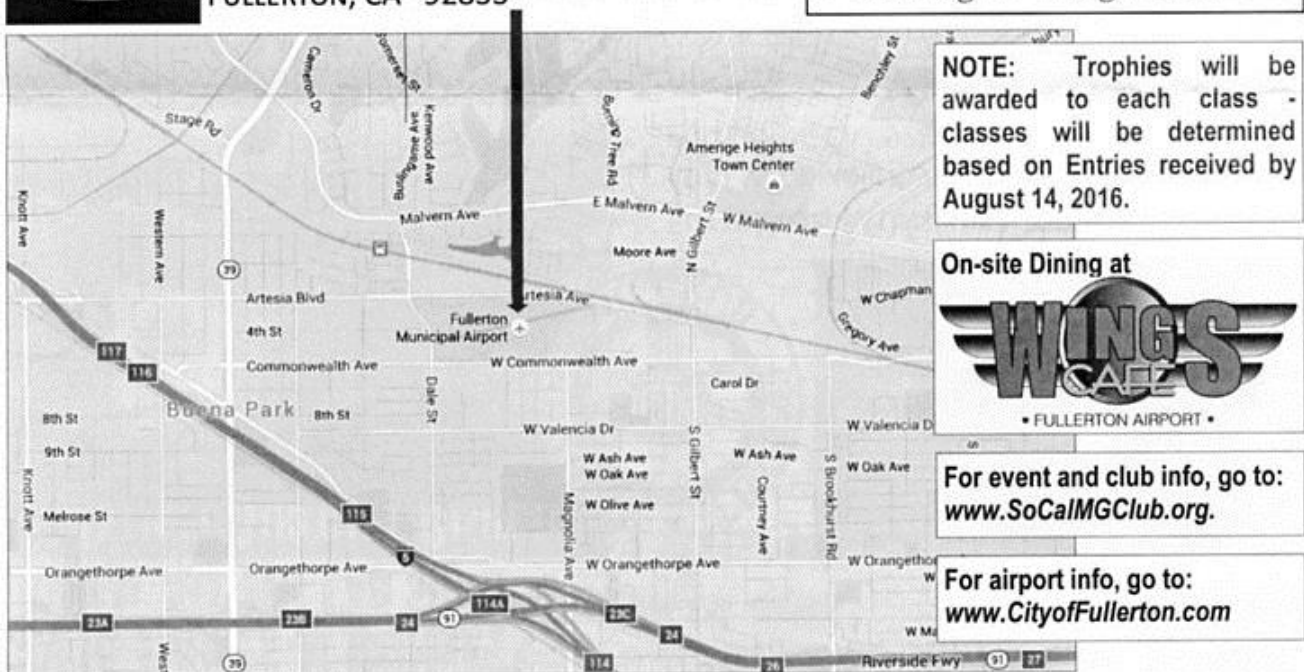 FULLERTON, CA 92833
NOTE: Trophies will be
awarded to each class -
classes will be determined
based on Entries received by
August 14, 2016.
On-site Dining at
WINGS
CAFÉ
• FULLERTON AIRPORT •
For event and club info, go to:
www.SoCalMGClub.org.
For airport info, go to:
www.CityofFullerton.com
Stage Rd
Cameron Dr
Kenwood Ave
Burning Tree Rd
Benchley St
Amerige Heights
Town Center
Knott Ave
Western Ave
Malvern Ave
E Malvern Ave
W Malvern Ave
N Gilbert St
Moore Ave
39
Artesia Blvd
Artesia Ave
W Chapman
4th St
Fullerton
Municipal Airport
Gregory Ave
117
116
Commonwealth Ave
W Commonwealth Ave
Dale St
Carol Dr
Buena Park
8th St
8th St
W Valencia Dr
W Valencia D
9th St
W Ash Ave
W Ash Ave
W Oak Ave
W Oak Ave
Knott Ave
S Gilbert St
Courtney Ave
S Brookhurst Rd
Magnolia Ave
W Olive Ave
Melrose St
115
Orangethorpe Ave
Orangethorpe Ave
5
W Orangethorpe Ave
W Orangethor
114A
23A
23B
24
91
23C
24
39
114
26
Riverside Fwy
91
27